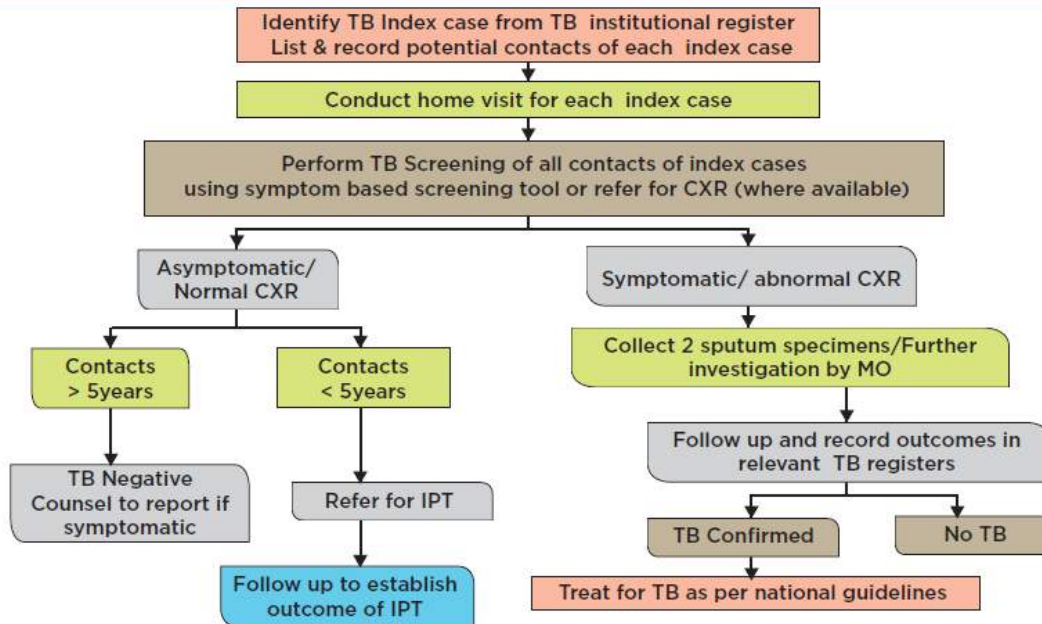 Identify TB Index case from TB institutional register
List & record potential contacts of each index case
Conduct home visit for each index case
Perform TB Screening of all contacts of index cases
using symptom based screening tool or refer for CXR (where available)
Asymptomatic/
Normal CXR
Symptomatic/ abnormal CXR
Contacts
> 5years
Contacts
< 5years
Collect 2 sputum specimens/Further
investigation by MO
TB Negative
Counsel to report if
symptomatic
Refer for IPT
Follow up and record outcomes in
relevant TB registers
TB Confirmed
No TB
Follow up to establish
outcome of IPT
Treat for TB as per national guidelines